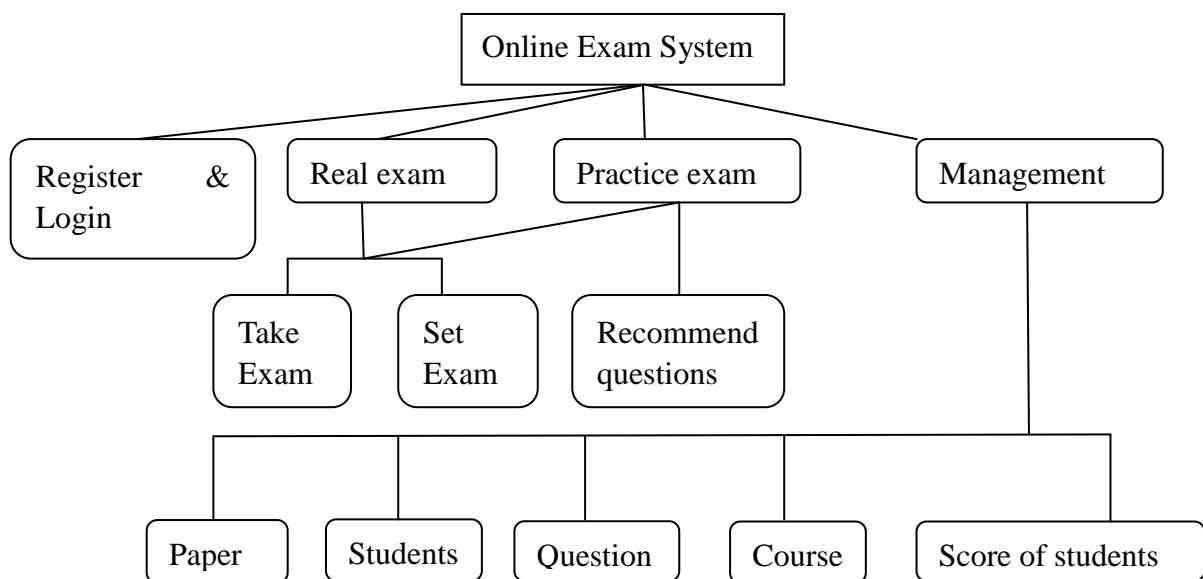 Online Exam System
Register &
Login
Real exam
Practice exam
Management
Take
Exam
Set
Exam
Recommend
questions
Paper
Students
Question
Course
Score of students